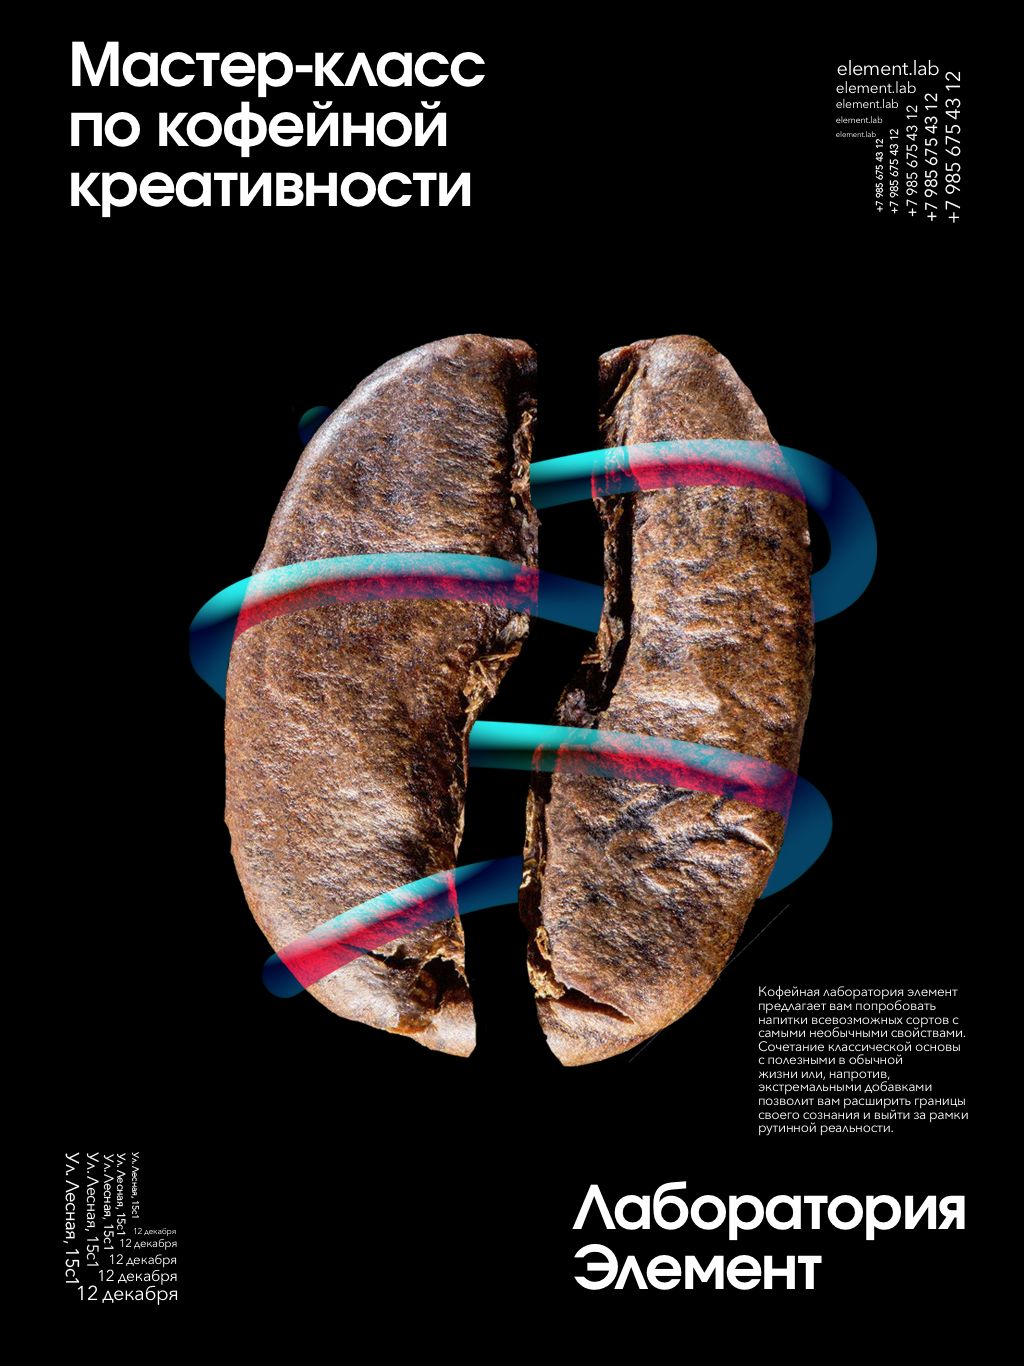 Мастер-класс
по кофейной
креативности
element.lab
element.lab
element.lab
element.lab
element.lab
+7 985 675 43 12
+7 985 675 43 12
+7 985 675 43 12
+7 985 675 43 12
+7 985 675 43 12
Кофейная лаборатория элемент
предлагает вам попробовать
напитки всевозможных сортов с
самыми необычными свойствами.
Сочетание классической основы
с полезными в обычной
жизни или, напротив,
экстремальными добавками
позволит вам расширить границы
своего сознания и выйти за рамки
рутинной реальности.
Ул. Лесная, 15с1
Ул. Лесная, 15с1
Ул. Лесная, 15с1
Ул. Лесная, 15с1
Ул. Лесная, 15с1
12 декабря
12 декабря
12 декабря
12 декабря
12 декабря
Лаборатория
Элемент